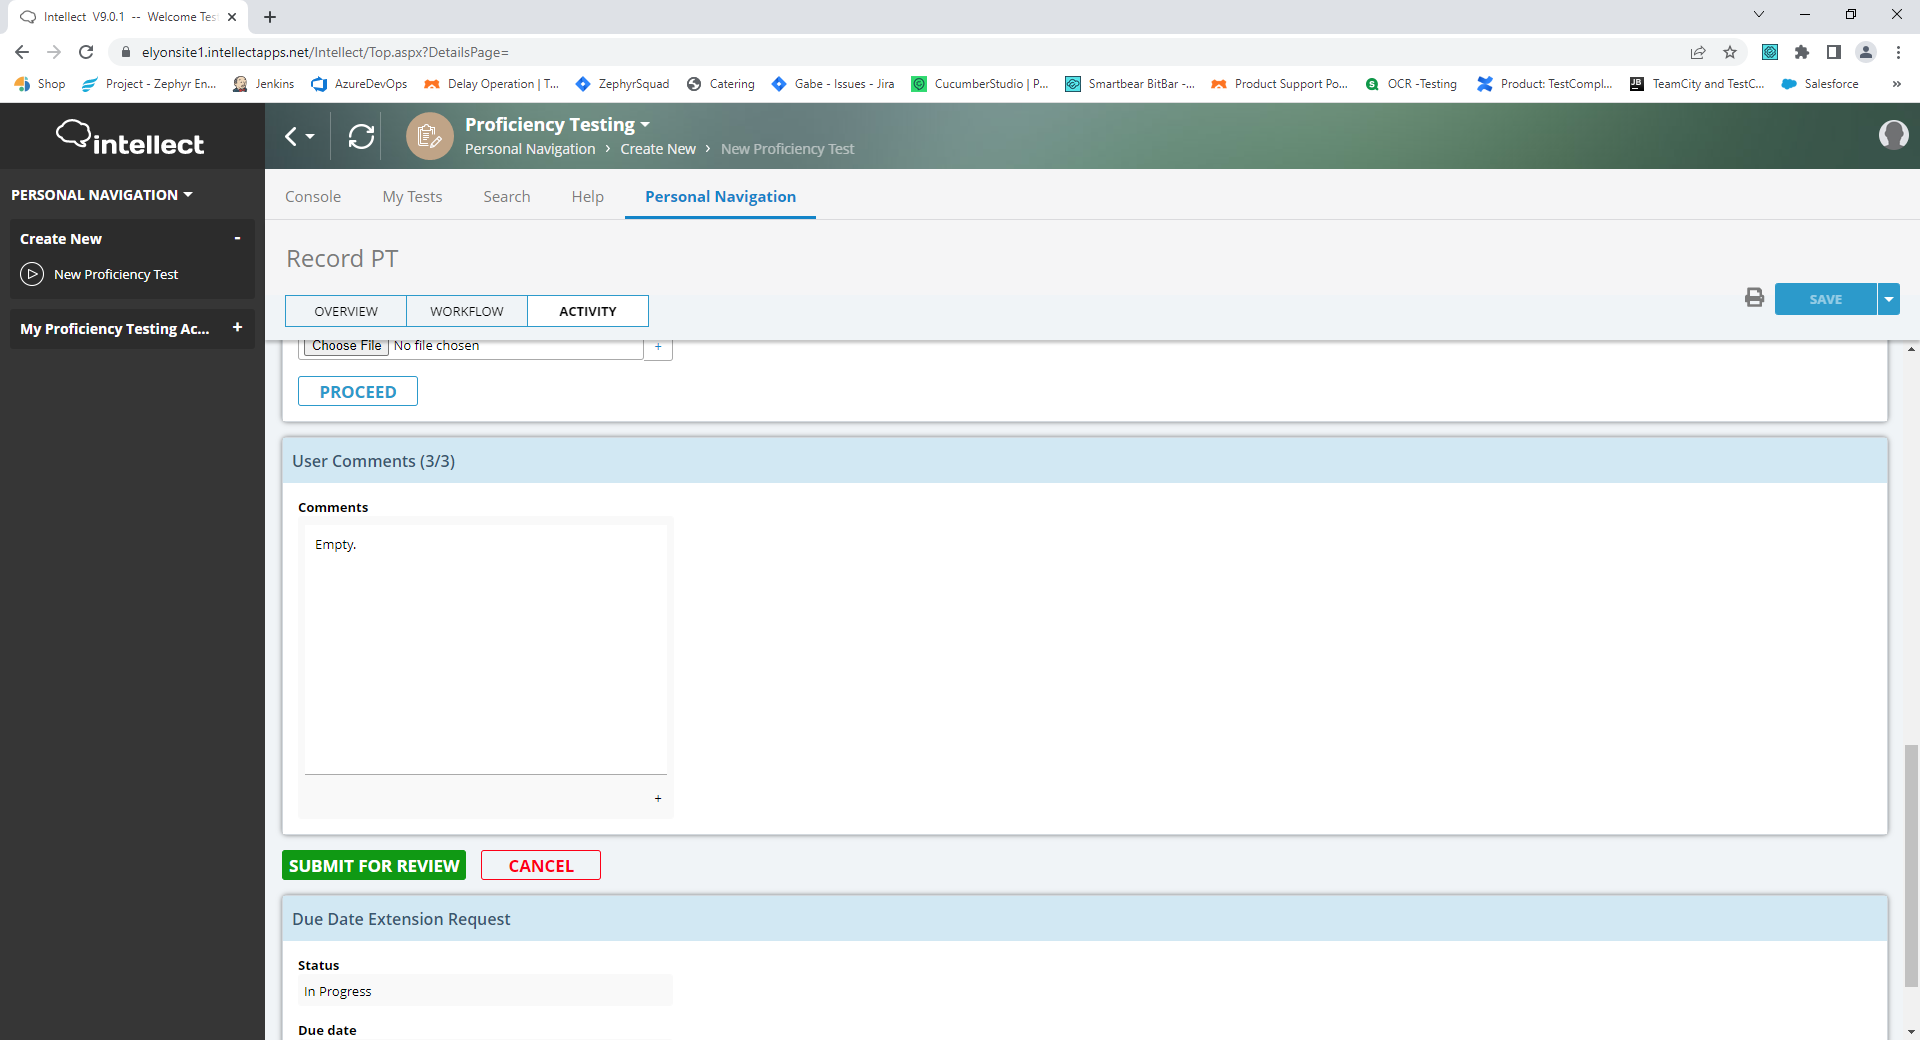 Intellect V9.0.1 -- Welcome Tes
elyonsite1.intellectapps.net/Intellect/Top.aspx?DetailsPage=
Shop Project - Zephyr En... Jenkins AzureDevOps Delay Operation | T... ZephyrSquad Catering Gabe - Issues - Jira CucumberStudio | P... Smartbear BitBar -... Product Support Po... OCR -Testing Product: TestCompl... TeamCity and TestC... Salesforce »
intellect
Proficiency Testing
Personal Navigation › Create New › New Proficiency Test
PERSONAL NAVIGATION
Create New -
New Proficiency Test
My Proficiency Testing Ac... +
Console My Tests Search Help Personal Navigation
Record PT
OVERVIEW WORKFLOW ACTIVITY
SAVE
Choose File No file chosen +
PROCEED
User Comments (3/3)
Comments
Empty.
+
SUBMIT FOR REVIEW CANCEL
Due Date Extension Request
Status
In Progress
Due date